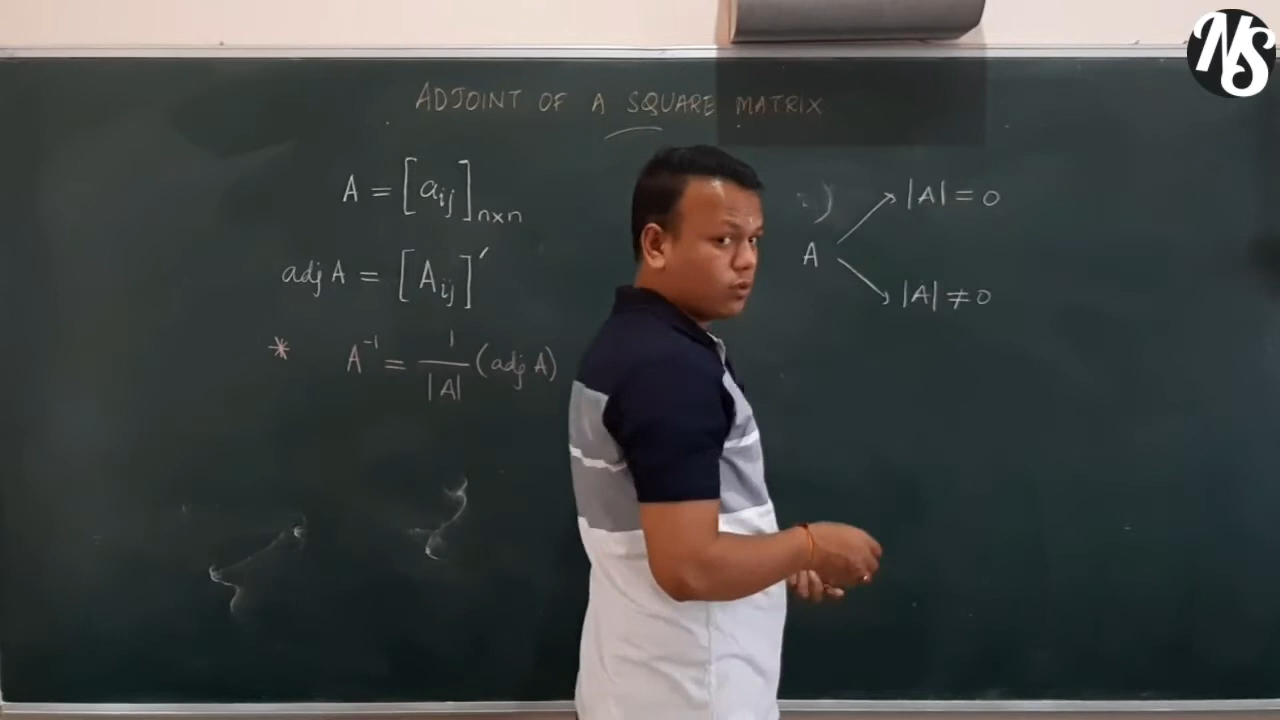 ADJOINT OF A SQUARE MATRIX
A = [aij]n×n
adj A = [Aij]′
* A⁻¹ = 1/|A| (adj A)
A
|A| = 0
|A| ≠ 0
NS